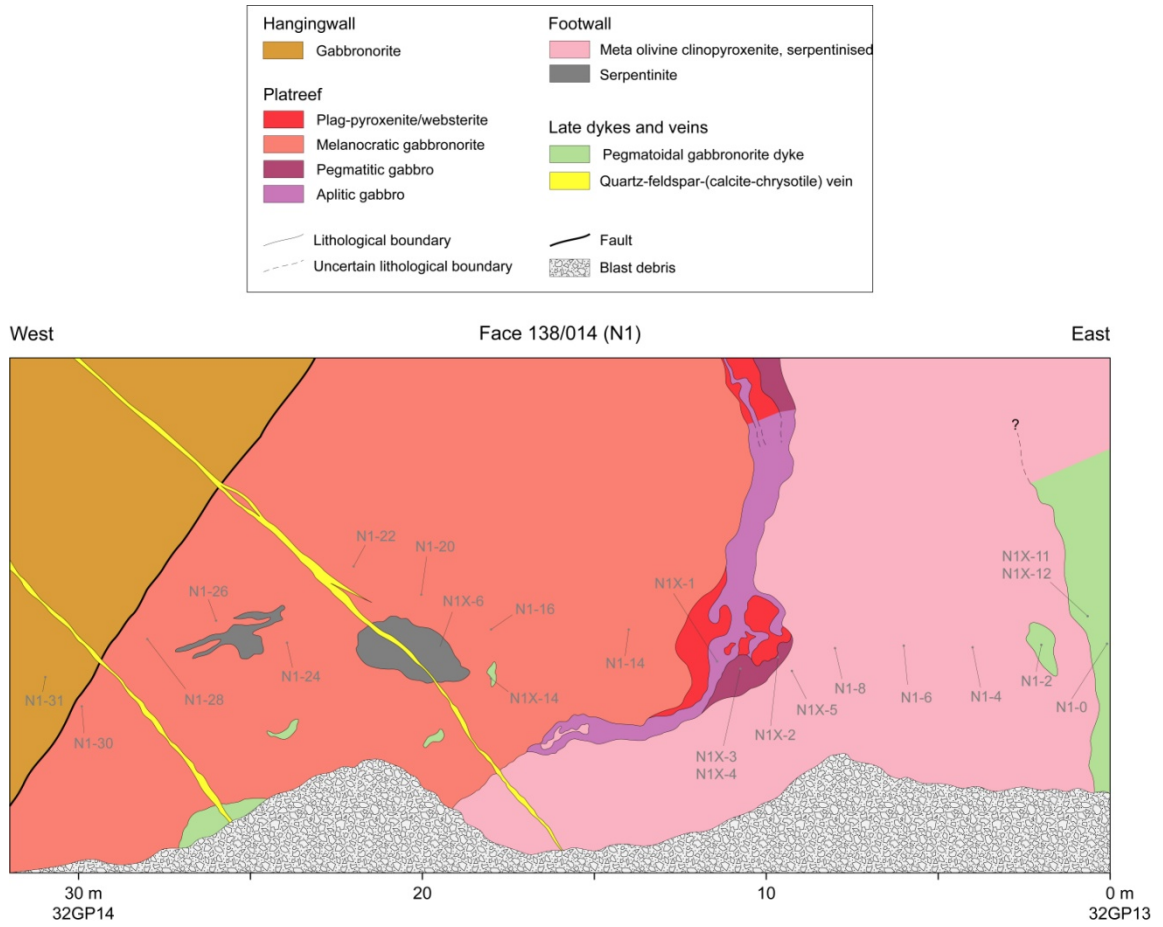 Hangingwall
Gabbronorite
Platreef
Plag-pyroxenite/websterite
Melanocratic gabbronorite
Pegmatitic gabbro
Aplitic gabbro
Lithological boundary
Uncertain lithological boundary
Footwall
Meta olivine clinopyroxenite, serpentinised
Serpentinite
Late dykes and veins
Pegmatoidal gabbronorite dyke
Quartz-feldspar-(calcite-chrysotile) vein
Fault
Blast debris
West
Face 138/014 (N1)
East
?
N1-22
N1-20
N1X-11
N1X-12
N1X-1
N1-26
N1X-6
N1-16
N1-14
N1-24
N1-31
N1-28
N1X-14
N1-8
N1-6
N1-4
N1-2
N1-0
N1X-5
N1-30
N1X-2
N1X-3
N1X-4
30 m
20
10
0 m
32GP14
32GP13